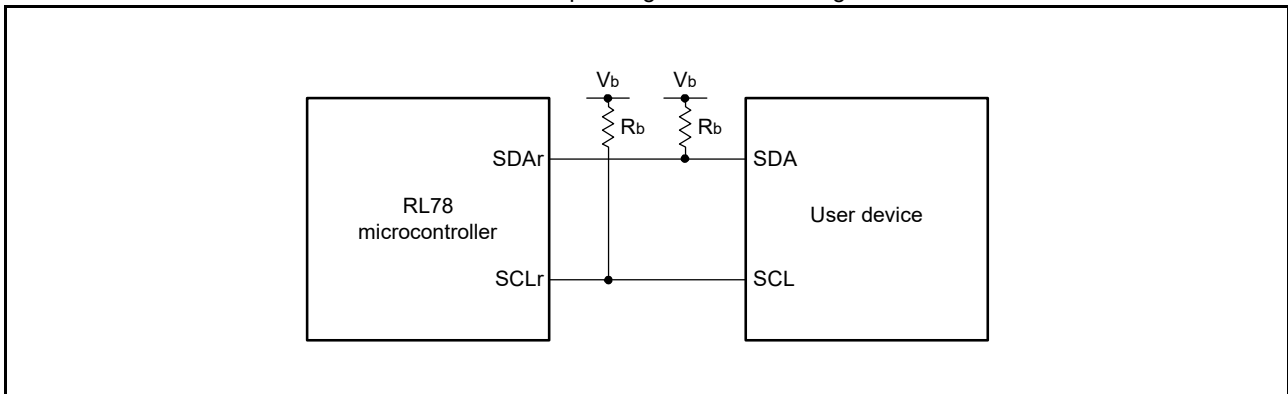 Vb
Vb
Rb
Rb
SDAr
SDA
RL78
microcontroller
User device
SCLr
SCL